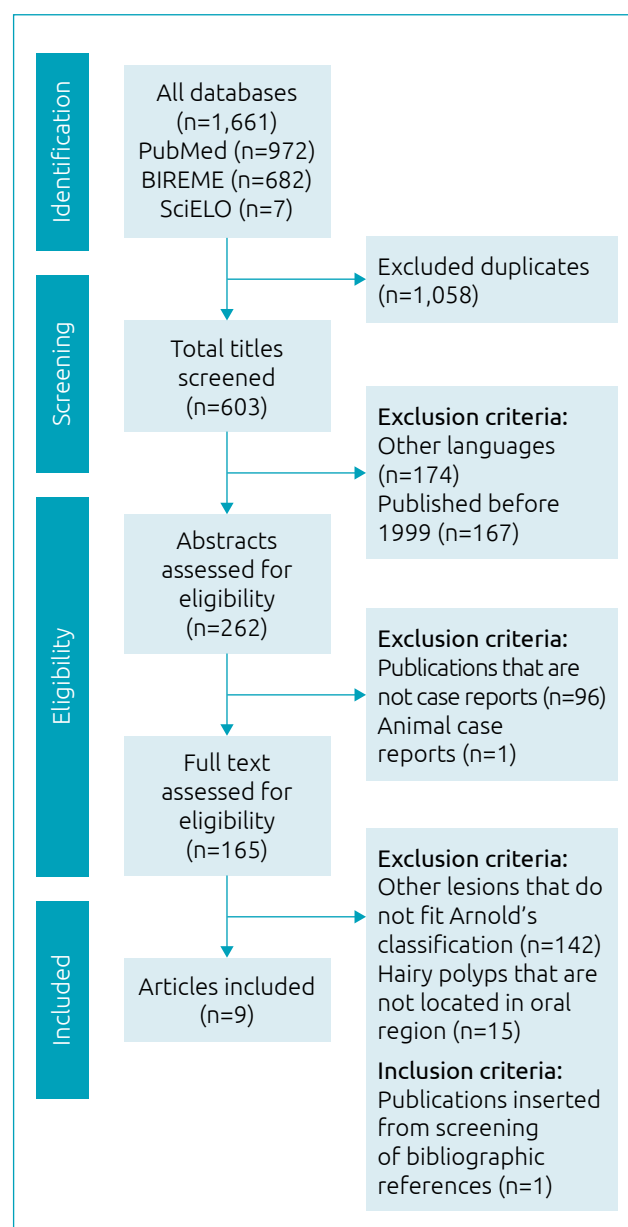 Identification
All databases
(n=1,661)
PubMed (n=972)
BIREME (n=682)
SciELO (n=7)
Excluded duplicates
(n=1,058)
Screening
Total titles
screened
(n=603)
Exclusion criteria:
Other languages
(n=174)
Published before
1999 (n=167)
Eligibility
Abstracts
assessed for
eligibility
(n=262)
Exclusion criteria:
Publications that are
not case reports (n=96)
Animal case
reports (n=1)
Full text
assessed for
eligibility
(n=165)
Exclusion criteria:
Other lesions that do
not fit Arnold’s
classification (n=142)
Hairy polyps that are
not located in oral
region (n=15)
Inclusion criteria:
Publications inserted
from screening
of bibliographic
references (n=1)
Included
Articles included
(n=9)